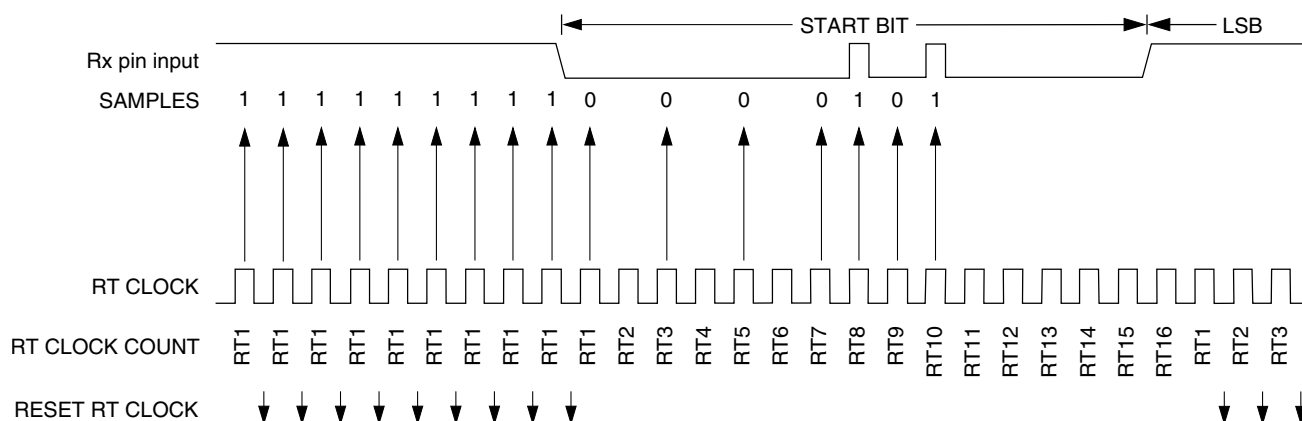 START BIT LSB
Rx pin input
SAMPLES 1 1 1 1 1 1 1 1 1 0 0 0 0 1 0 1
RT CLOCK
RT CLOCK COUNT RT1 RT1 RT1 RT1 RT1 RT1 RT1 RT1 RT1 RT1 RT2 RT3 RT4 RT5 RT6 RT7 RT8 RT9 RT10 RT11 RT12 RT13 RT14 RT15 RT16 RT1 RT2 RT3
RESET RT CLOCK